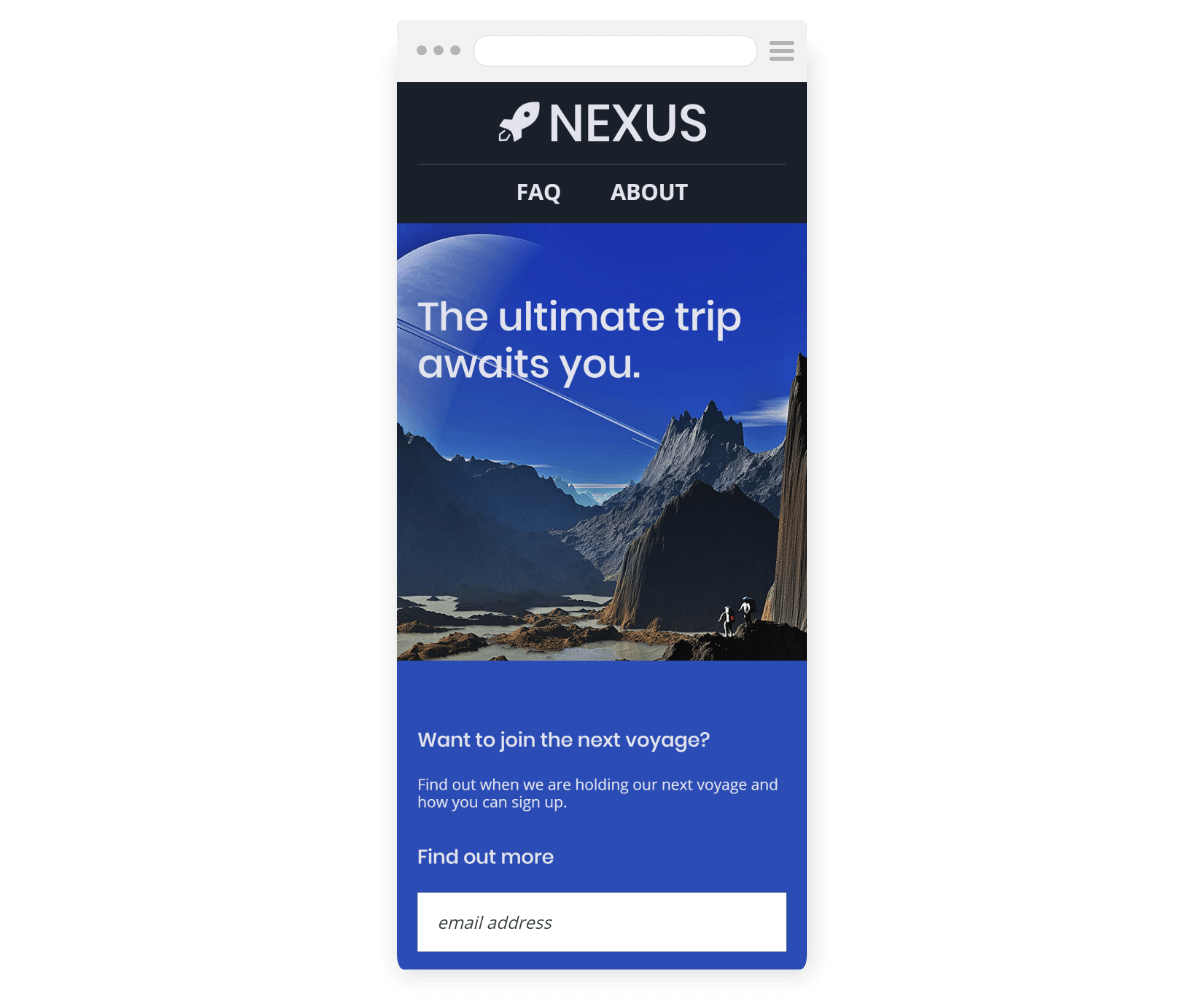 NEXUS
FAQ ABOUT
The ultimate trip
awaits you.
Want to join the next voyage?
Find out when we are holding our next voyage and
how you can sign up.
Find out more
email address